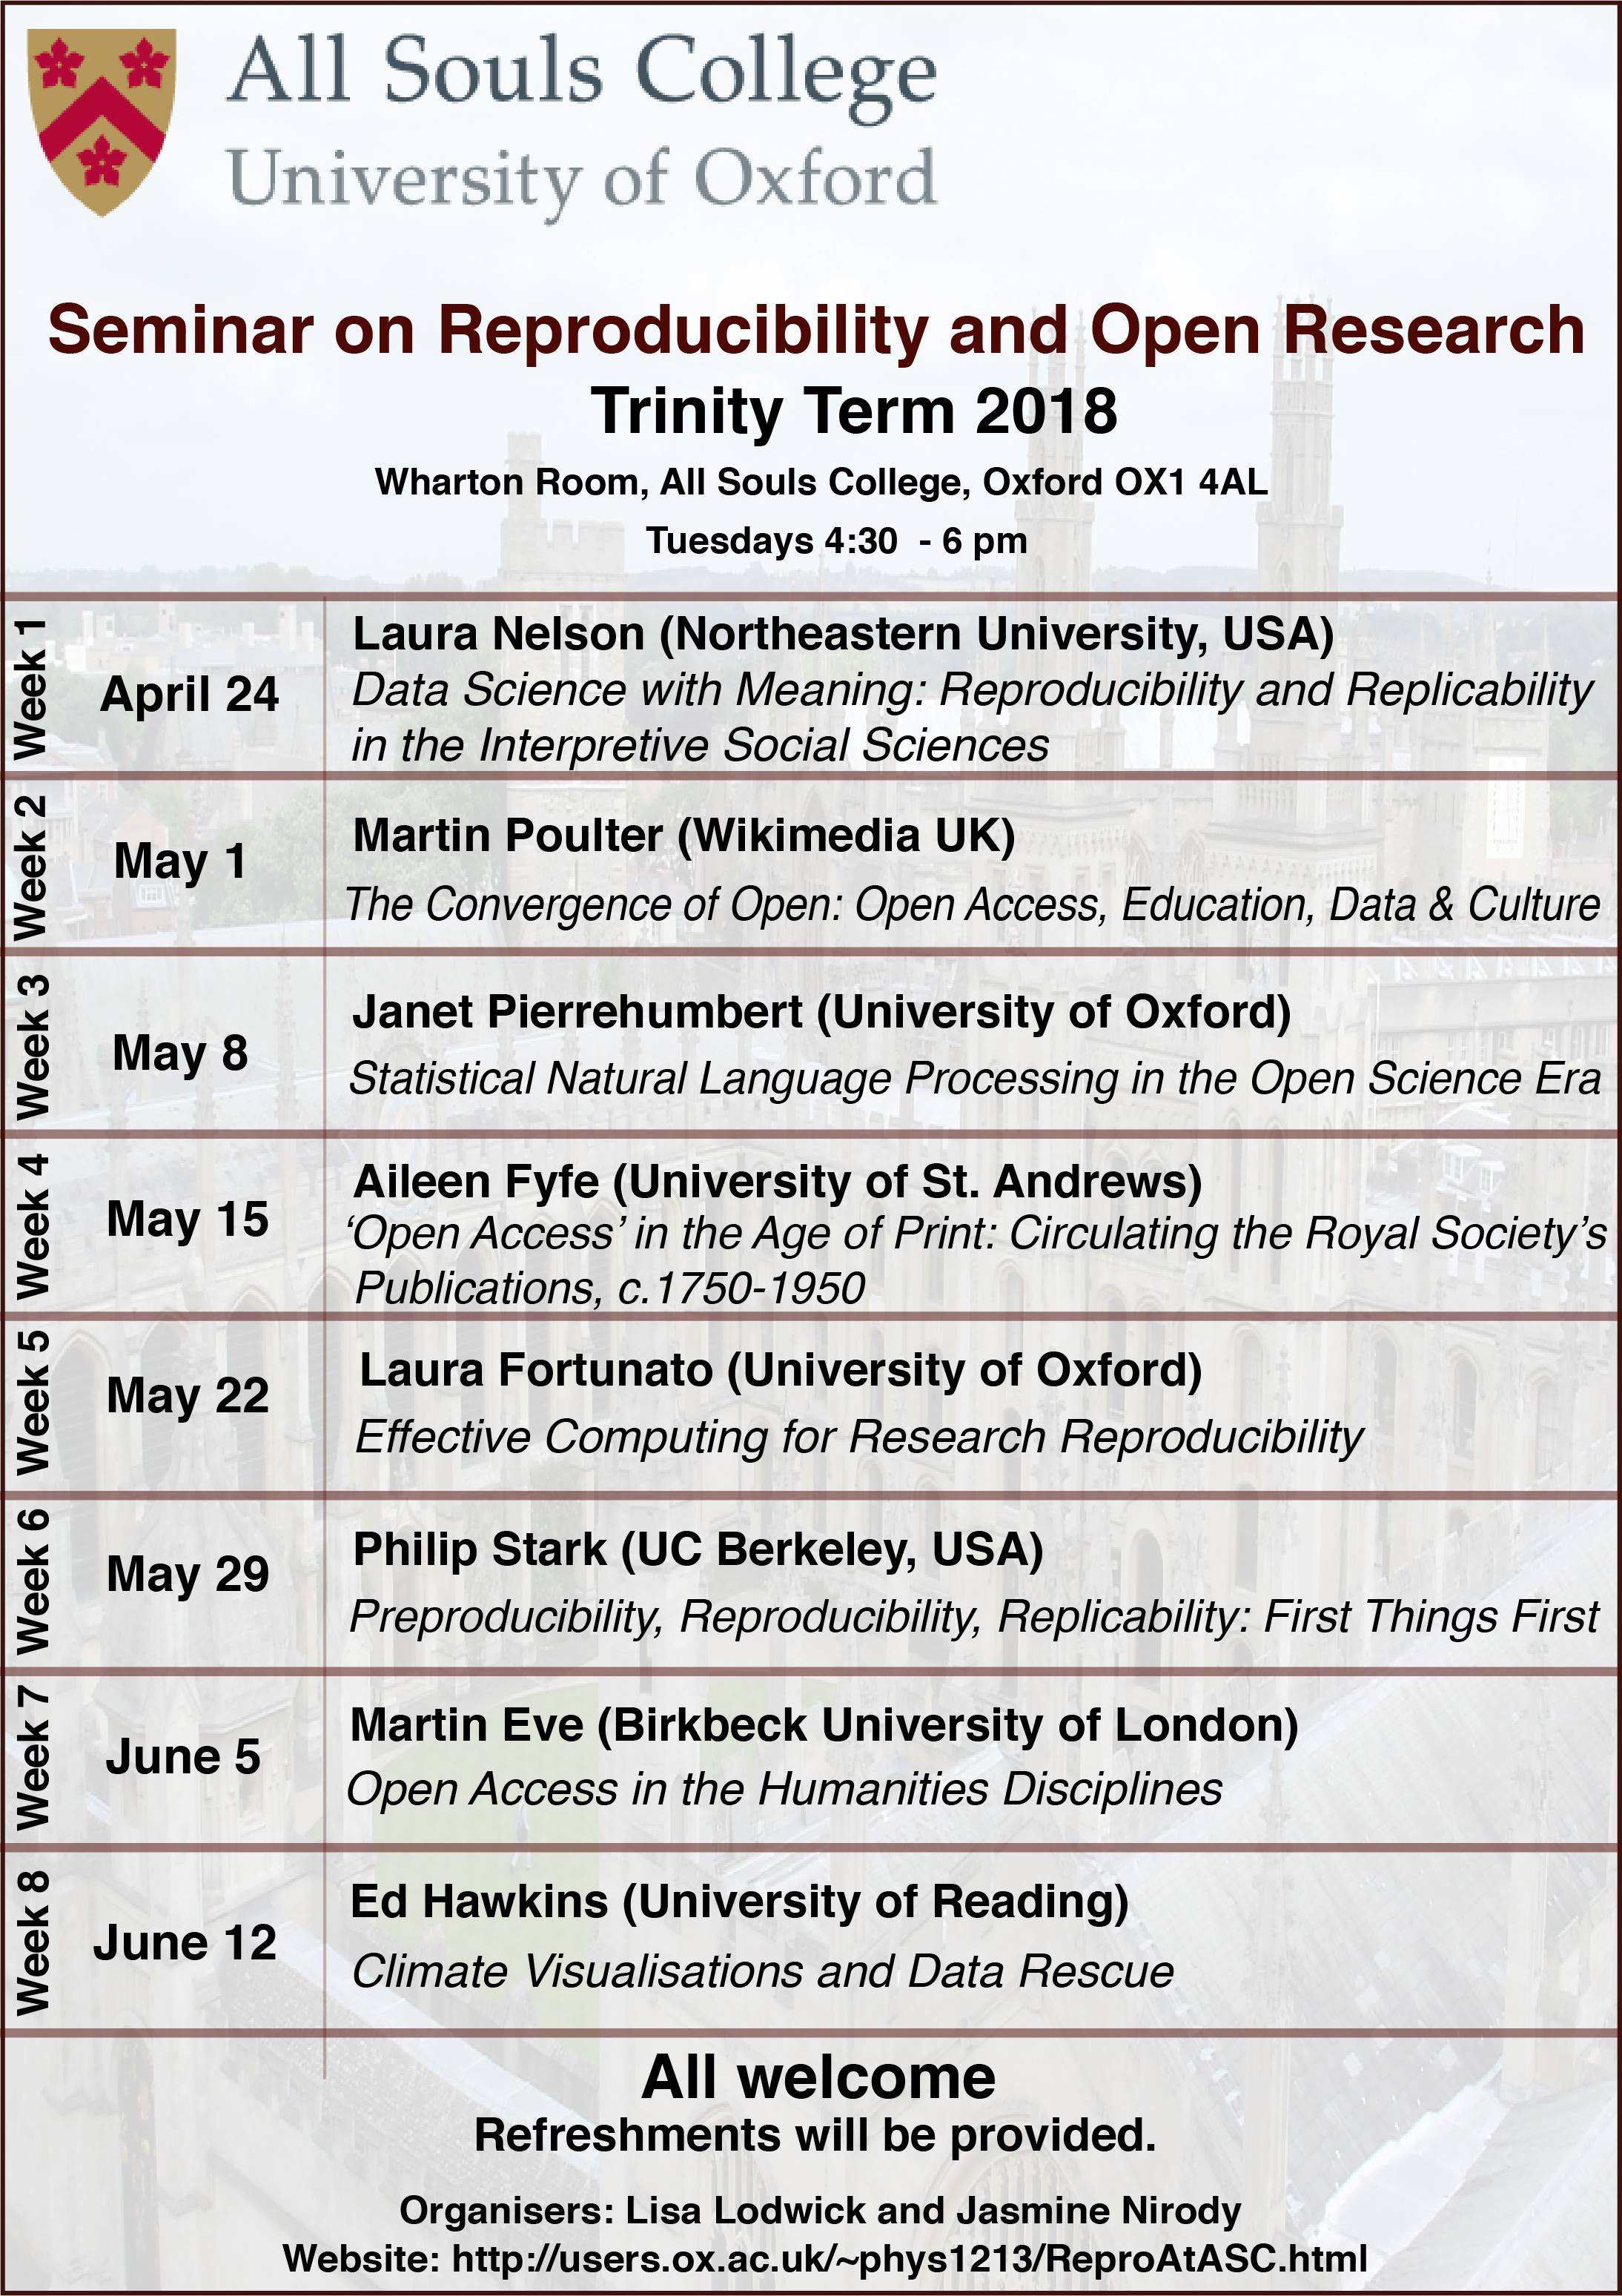 All Souls College
University of Oxford
Seminar on Reproducibility and Open Research
Trinity Term 2018
Wharton Room, All Souls College, Oxford OX1 4AL
Tuesdays 4:30  - 6 pm
Week 1
April 24
Laura Nelson (Northeastern University, USA)
Data Science with Meaning: Reproducibility and Replicability
in the Interpretive Social Sciences
Week 2
May 1
Martin Poulter (Wikimedia UK)
The Convergence of Open: Open Access, Education, Data & Culture
Week 3
May 8
Janet Pierrehumbert (University of Oxford)
Statistical Natural Language Processing in the Open Science Era
Week 4
May 15
Aileen Fyfe (University of St. Andrews)
‘Open Access’ in the Age of Print: Circulating the Royal Society’s
Publications, c.1750-1950
Week 5
May 22
Laura Fortunato (University of Oxford)
Effective Computing for Research Reproducibility
Week 6
May 29
Philip Stark (UC Berkeley, USA)
Preproducibility, Reproducibility, Replicability: First Things First
Week 7
June 5
Martin Eve (Birkbeck University of London)
Open Access in the Humanities Disciplines
Week 8
June 12
Ed Hawkins (University of Reading)
Climate Visualisations and Data Rescue
All welcome
Refreshments will be provided.
Organisers: Lisa Lodwick and Jasmine Nirody
Website: http://users.ox.ac.uk/~phys1213/ReproAtASC.html